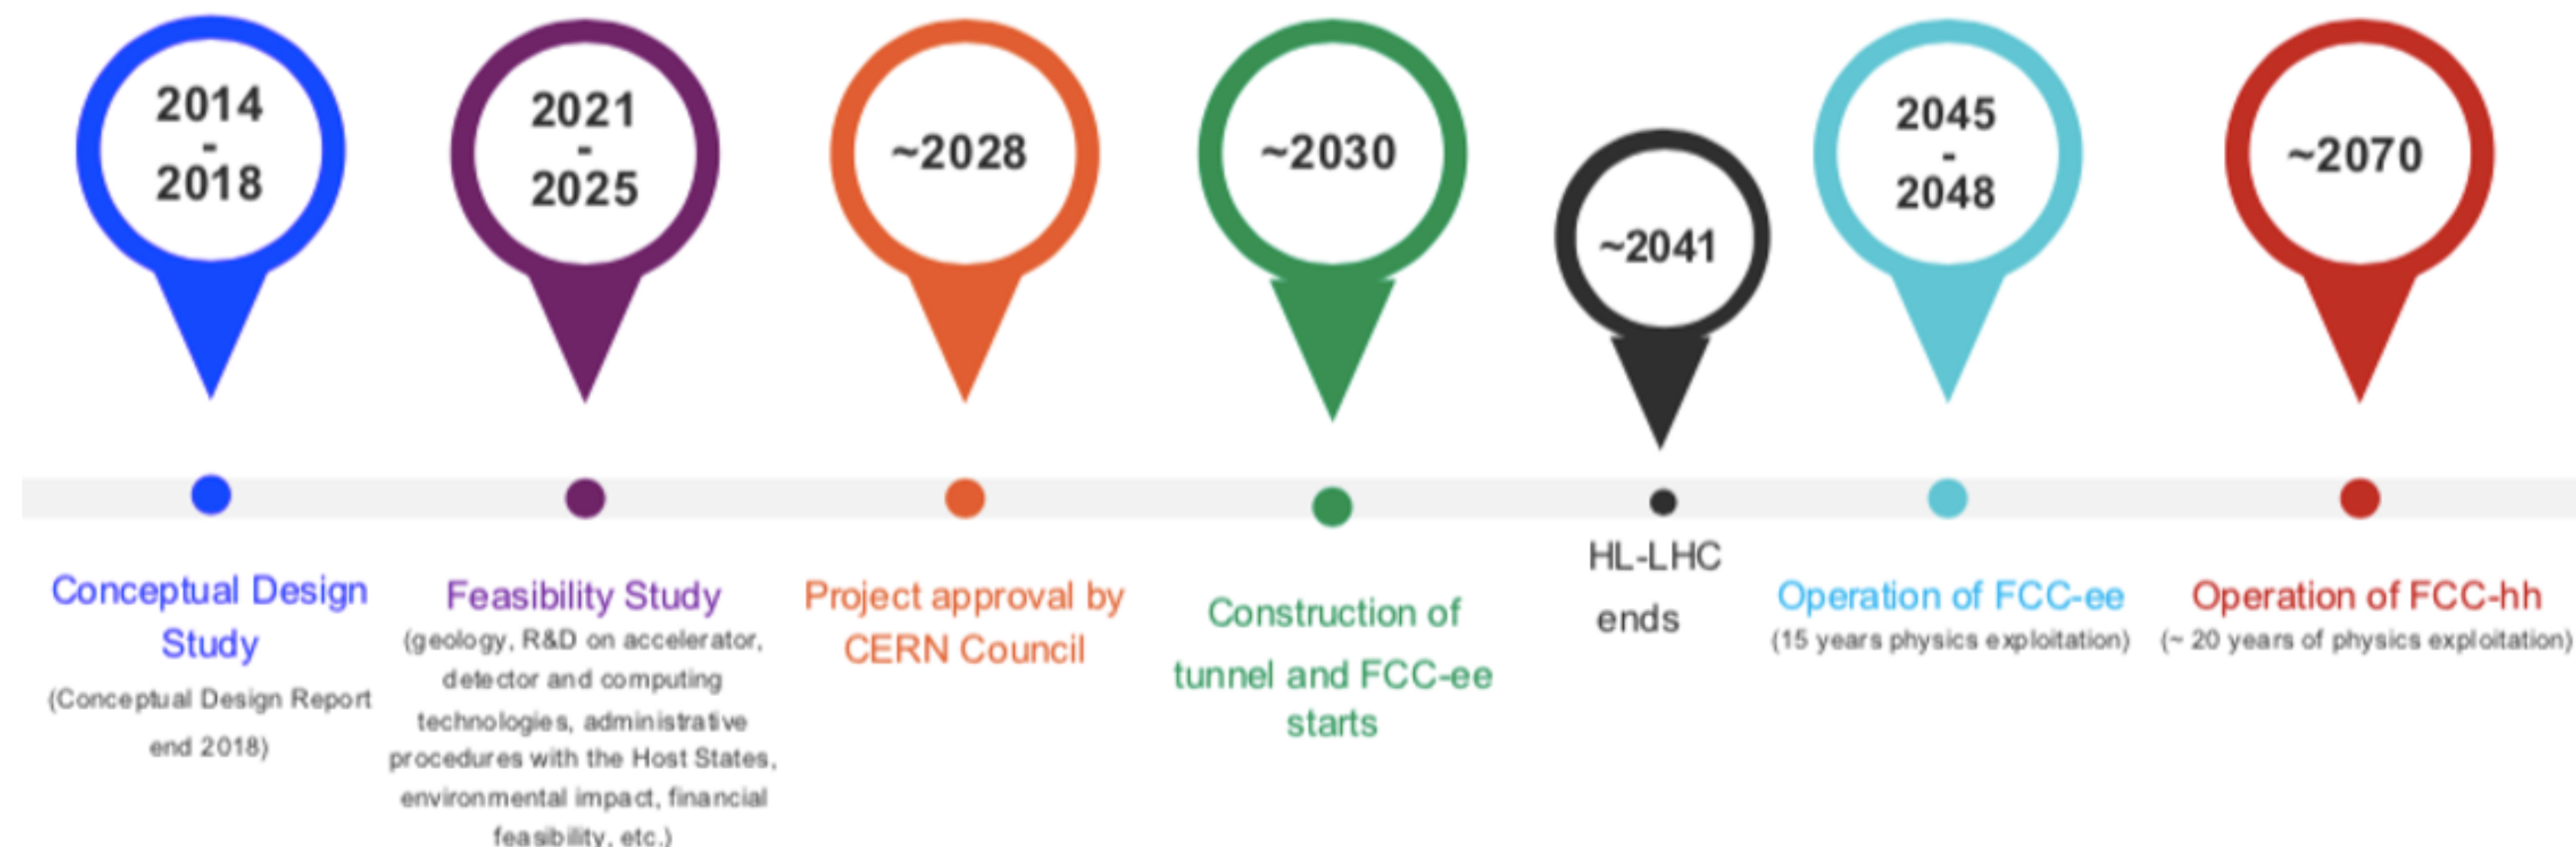 2014
-
2018
2021
-
2025
~2028
~2030
~2041
2045
-
2048
~2070
Conceptual Design
Study
(Conceptual Design Report
end 2018)
Feasibility Study
(geology, R&D on accelerator,
detector and computing
technologies, administrative
procedures with the Host States,
environmental impact, financial
feasibility, etc.)
Project approval by
CERN Council
Construction of
tunnel and FCC-ee
starts
HL-LHC
ends
Operation of FCC-ee
(15 years physics exploitation)
Operation of FCC-hh
(~ 20 years of physics exploitation)